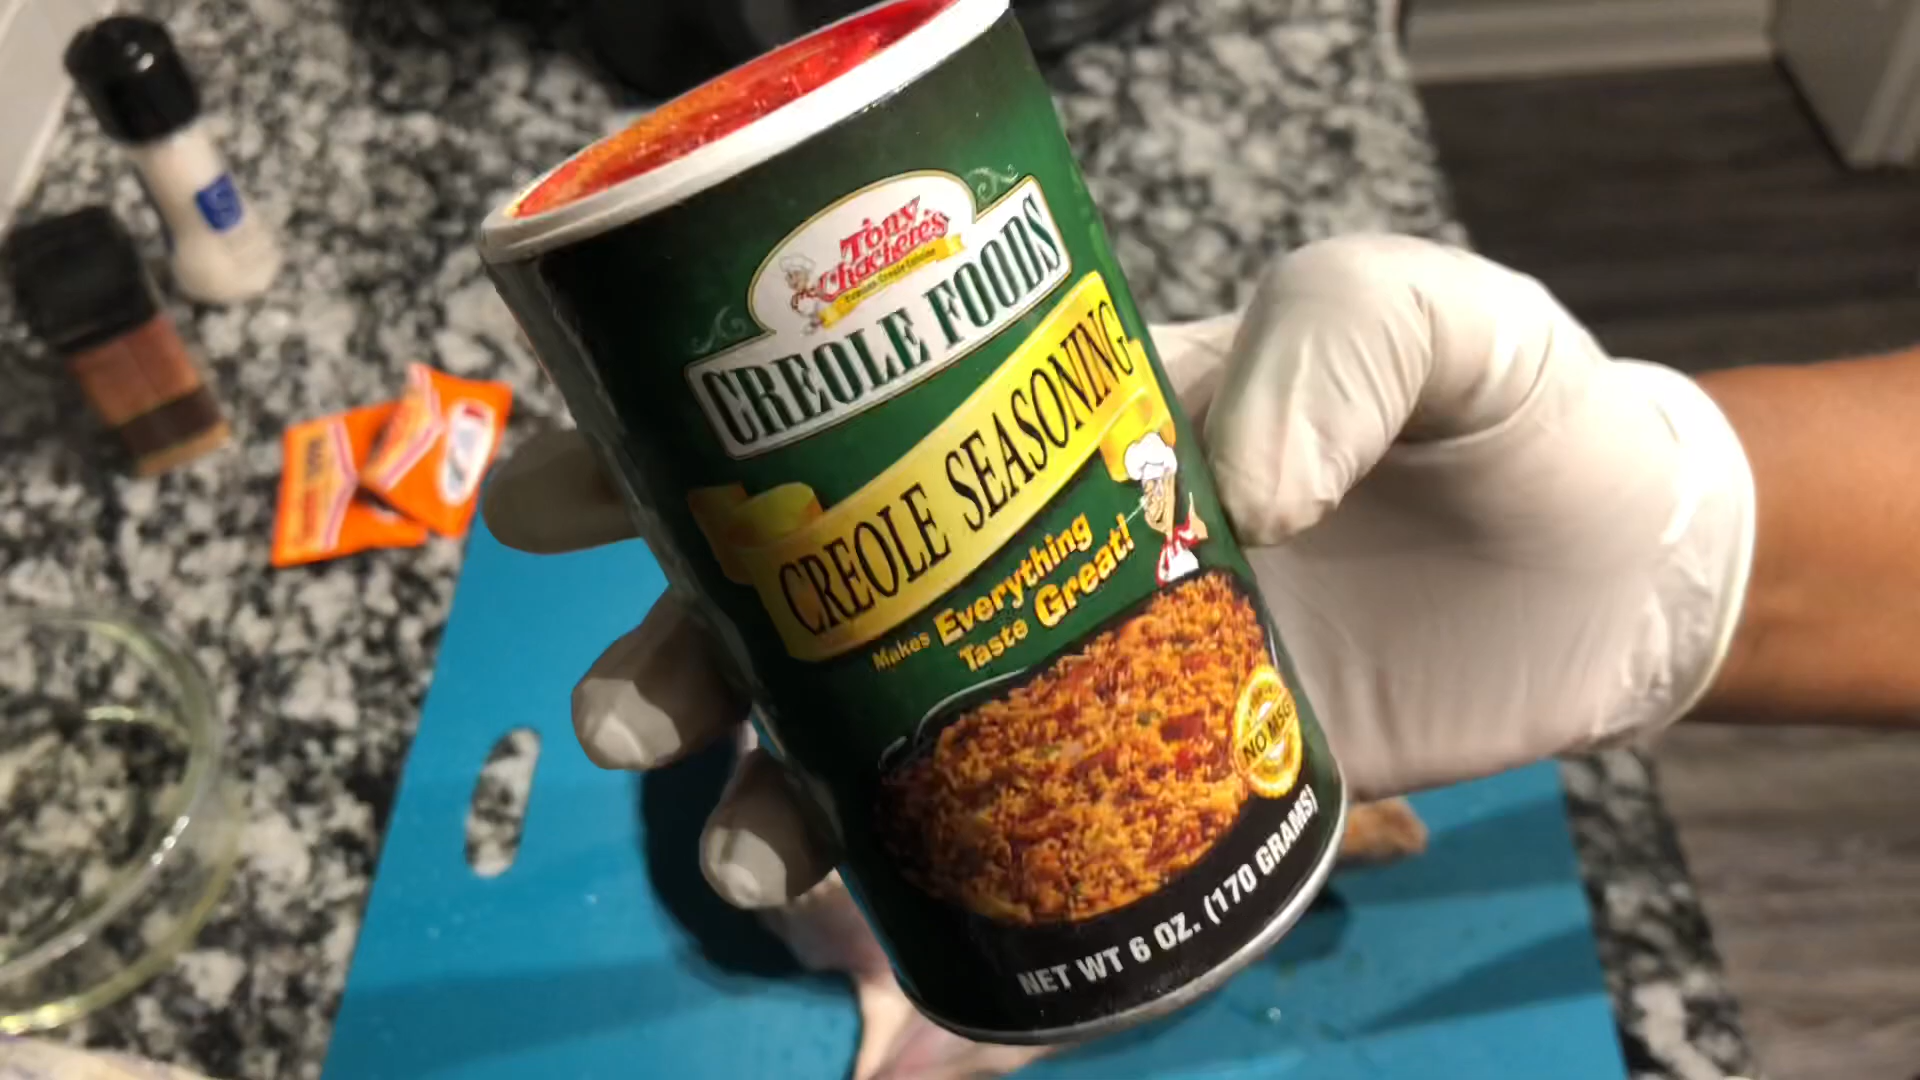 Tony
Chachere's
CREOLE FOODS
CREOLE SEASONING
Makes Everything
Taste Great!
NO MSG
NET WT 6 OZ. (170 GRAMS)